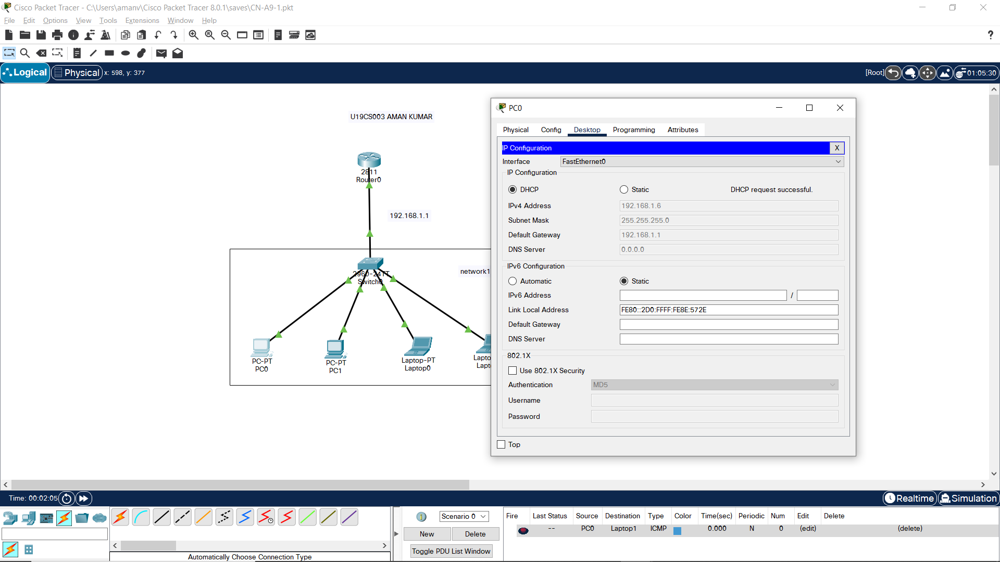 Cisco Packet Tracer - C:\Users\amanv\Cisco Packet Tracer 8.0.1\saves\CN-A9-1.pkt
File Edit Options View Tools Extensions Window Help
Logical Physical x: 598, y: 377 [Root] 01:05:30
U19CS003 AMAN KUMAR
2811
Router0
192.168.1.1
network1
2960-24TT
Switch0
PC-PT
PC0
PC-PT
PC1
Laptop-PT
Laptop0
Lapto
Lapt
PC0
Physical Config Desktop Programming Attributes
IP Configuration X
Interface FastEthernet0
IP Configuration
DHCP Static DHCP request successful.
IPv4 Address 192.168.1.6
Subnet Mask 255.255.255.0
Default Gateway 192.168.1.1
DNS Server 0.0.0.0
IPv6 Configuration
Automatic Static
IPv6 Address /
Link Local Address FE80::2D0:FFFF:FE8E:572E
Default Gateway
DNS Server
802.1X
Use 802.1X Security
Authentication MD5
Username
Password
Top
Time: 00:02:05 Realtime Simulation
Scenario 0
New Delete
Toggle PDU List Window
Automatically Choose Connection Type
Fire Last Status Source Destination Type Color Time(sec) Periodic Num Edit Delete
-- PC0 Laptop1 ICMP 0.000 N 0 (edit) (delete)